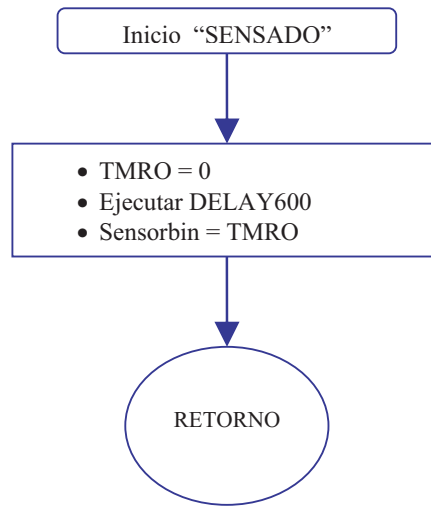 Inicio “SENSADO”
• TMRO = 0
• Ejecutar DELAY600
• Sensorbin = TMRO
RETORNO